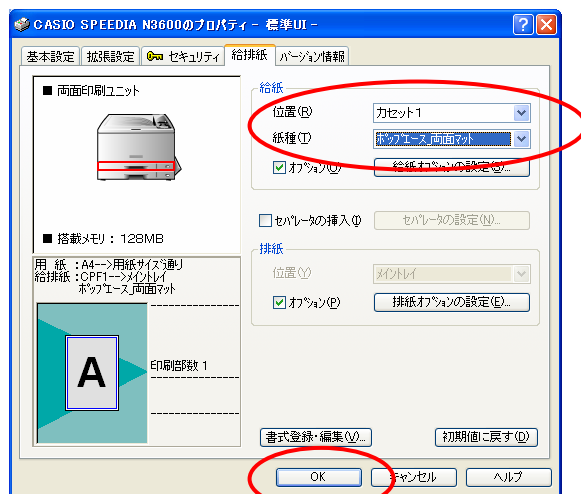 CASIO SPEEDIA N3600のプロパティ - 標準UI -
基本設定 拡張設定 セキュリティ 給排紙 バージョン情報
■ 両面印刷ユニット
■ 搭載メモリ：128MB
用 紙 ：A4-->用紙サイズ通り
給排紙：CPF1-->メイントレイ
ポップエース_両面マット
A
印刷部数 1
給紙
位置(R) カセット1
紙種(T) ポップエース_両面マット
オプション(O) 給紙オプションの設定(S)...
セパレータの挿入(I) セパレータの設定(N)...
排紙
位置(Y) メイントレイ
オプション(P) 排紙オプションの設定(E)...
書式登録・編集(V)... 初期値に戻す(D)
OK キャンセル ヘルプ